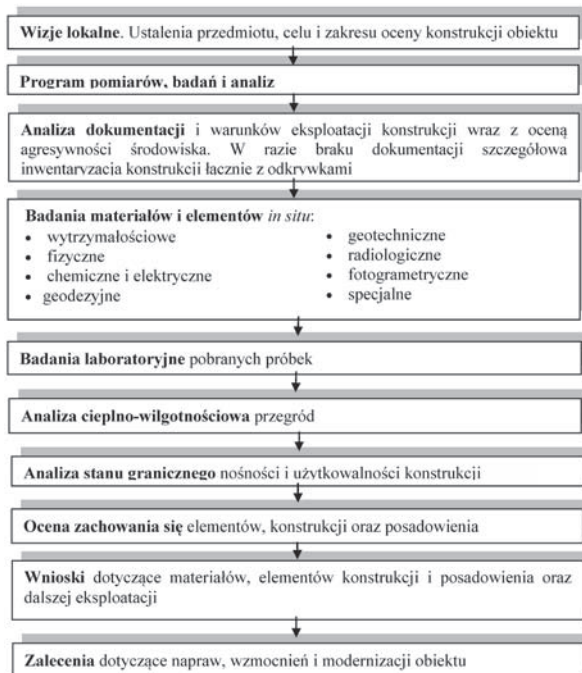 Wizje lokalne. Ustalenia przedmiotu, celu i zakresu oceny konstrukcji obiektu
Program pomiarów, badań i analiz
Analiza dokumentacji i warunków eksploatacji konstrukcji wraz z oceną
agresywności środowiska. W razie braku dokumentacji szczegółowa
inwentaryzacja konstrukcji łącznie z odkrywkami
Badania materiałów i elementów in situ:
• wytrzymałościowe
• fizyczne
• chemiczne i elektryczne
• geodezyjne
• geotechniczne
• radiologiczne
• fotogrametryczne
• specjalne
Badania laboratoryjne pobranych próbek
Analiza cieplno-wilgotnościowa przegród
Analiza stanu granicznego nośności i użytkowalności konstrukcji
Ocena zachowania się elementów, konstrukcji oraz posadowienia
Wnioski dotyczące materiałów, elementów konstrukcji i posadowienia oraz
dalszej eksploatacji
Zalecenia dotyczące napraw, wzmocnień i modernizacji obiektu